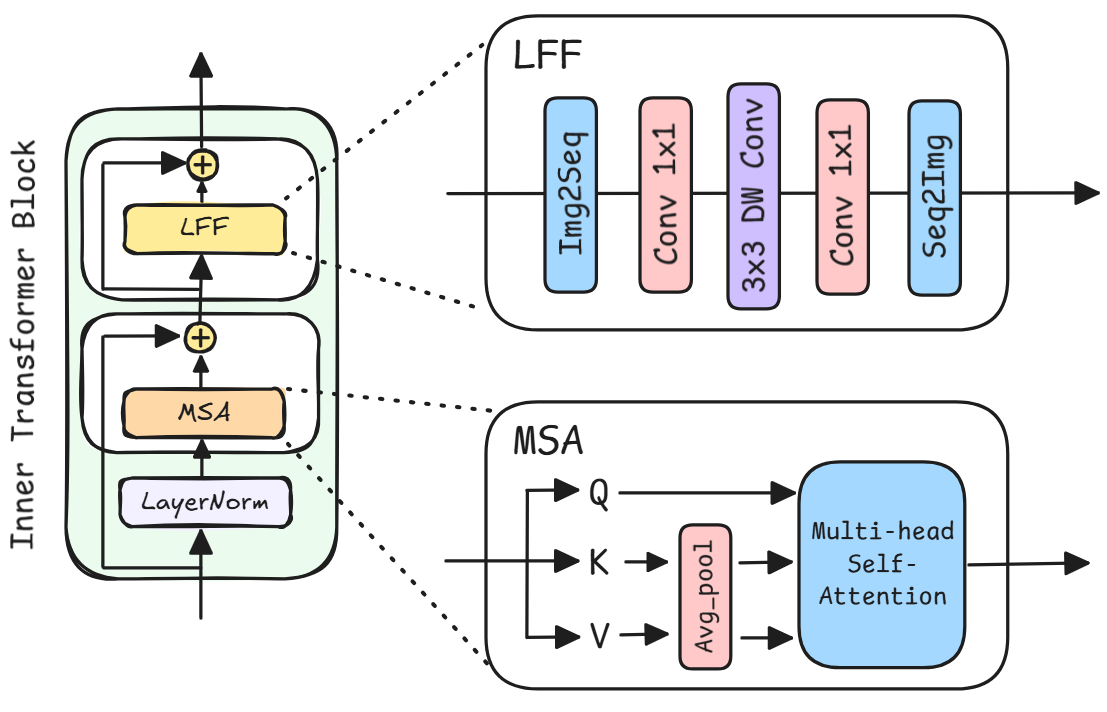 Inner Transformer Block
+
LFF
+
MSA
LayerNorm
LFF
Img2Seq
Conv 1x1
3x3 DW Conv
Conv 1x1
Seq2Img
MSA
Q
K
V
Avg_pool
Multi-head
Self-
Attention